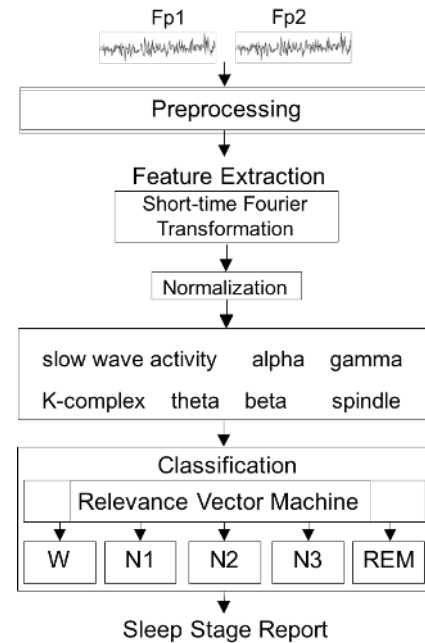 Fp1 Fp2
Preprocessing
Feature Extraction
Short-time Fourier
Transformation
Normalization
slow wave activity alpha gamma
K-complex theta beta spindle
Classification
Relevance Vector Machine
W N1 N2 N3 REM
Sleep Stage Report